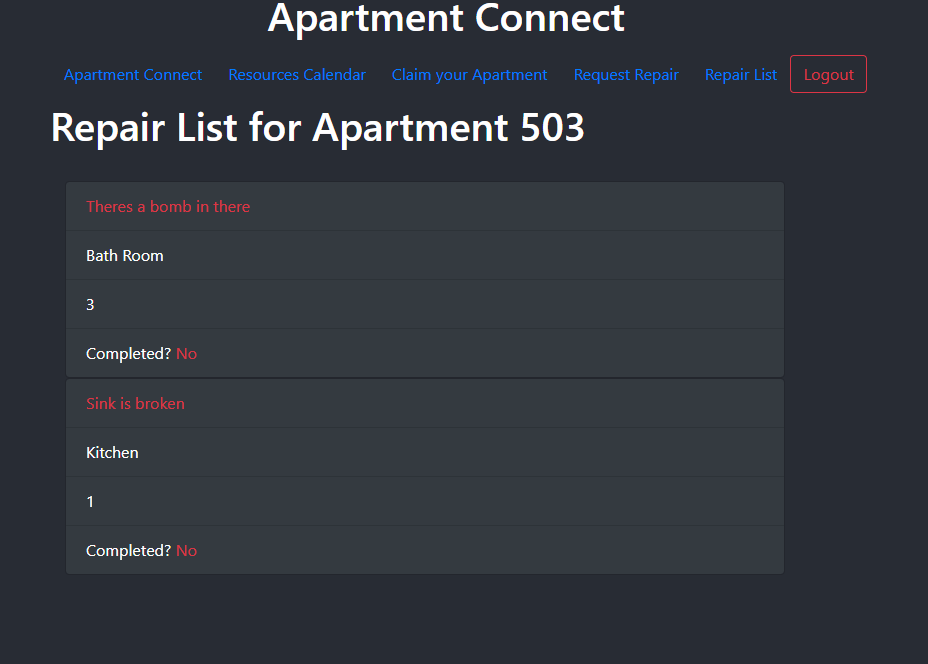 Apartment Connect
Apartment Connect Resources Calendar Claim your Apartment Request Repair Repair List Logout
Repair List for Apartment 503
Theres a bomb in there
Bath Room
3
Completed? No
Sink is broken
Kitchen
1
Completed? No